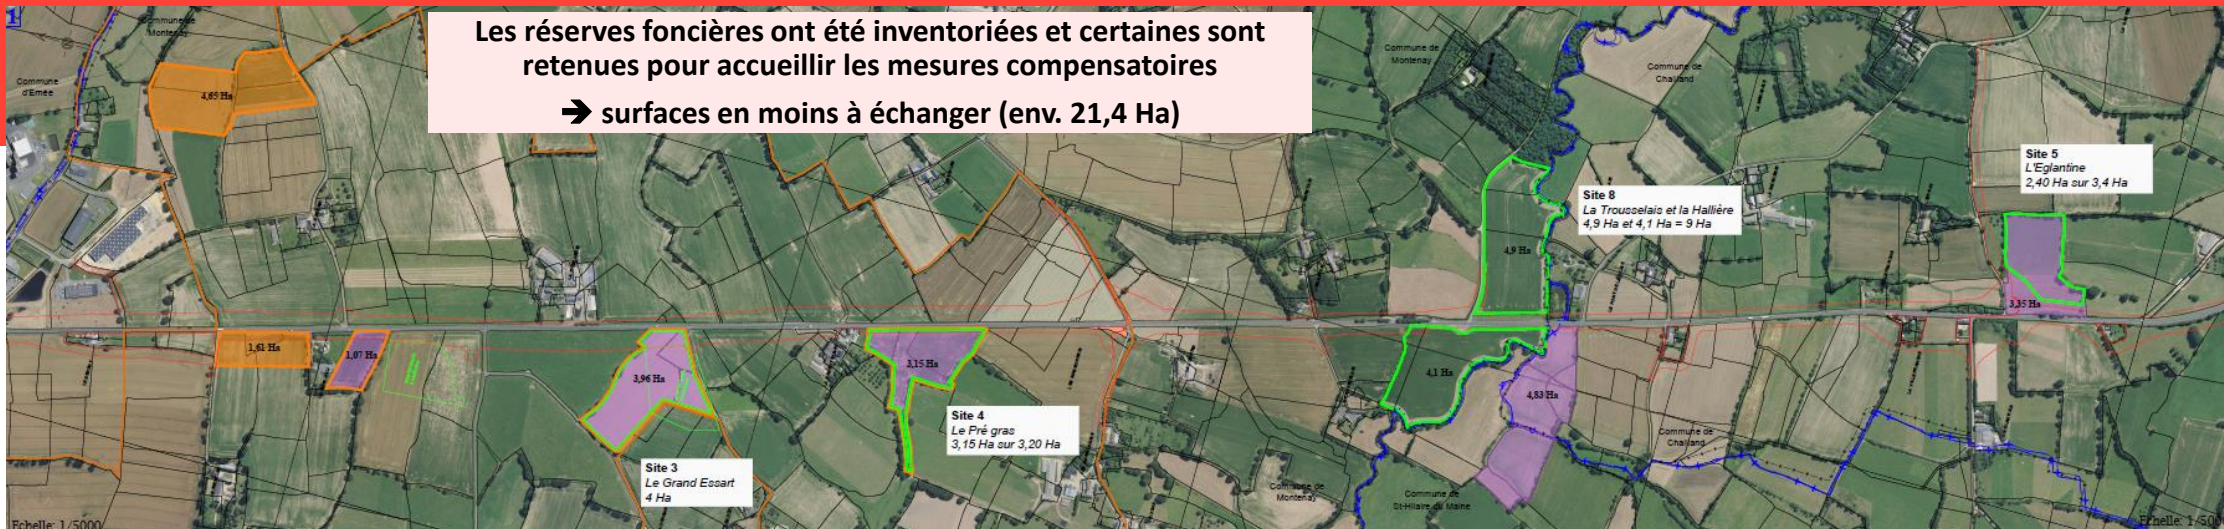 1
Les réserves foncières ont été inventoriées et certaines sont
retenues pour accueillir les mesures compensatoires
➔ surfaces en moins à échanger (env. 21,4 Ha)
Commune de
Montenay
Commune
d'Ernée
4,65 Ha
Commune de
Montenay
Commune de
Chailland
Site 5
L'Eglantine
2,40 Ha sur 3,4 Ha
Site 8
La Trousselais et la Hallière
4,9 Ha et 4,1 Ha = 9 Ha
4,9 Ha
3,35 Ha
1,61 Ha
1,07 Ha
3,96 Ha
3,15 Ha
4,1 Ha
4,83 Ha
Site 4
Le Pré gras
3,15 Ha sur 3,20 Ha
Site 3
Le Grand Essart
4 Ha
Commune de
Chailland
Commune de
Montenay
Commune de
St-Hilaire du Maine
Echelle: 1/5000
Echelle: 1/500